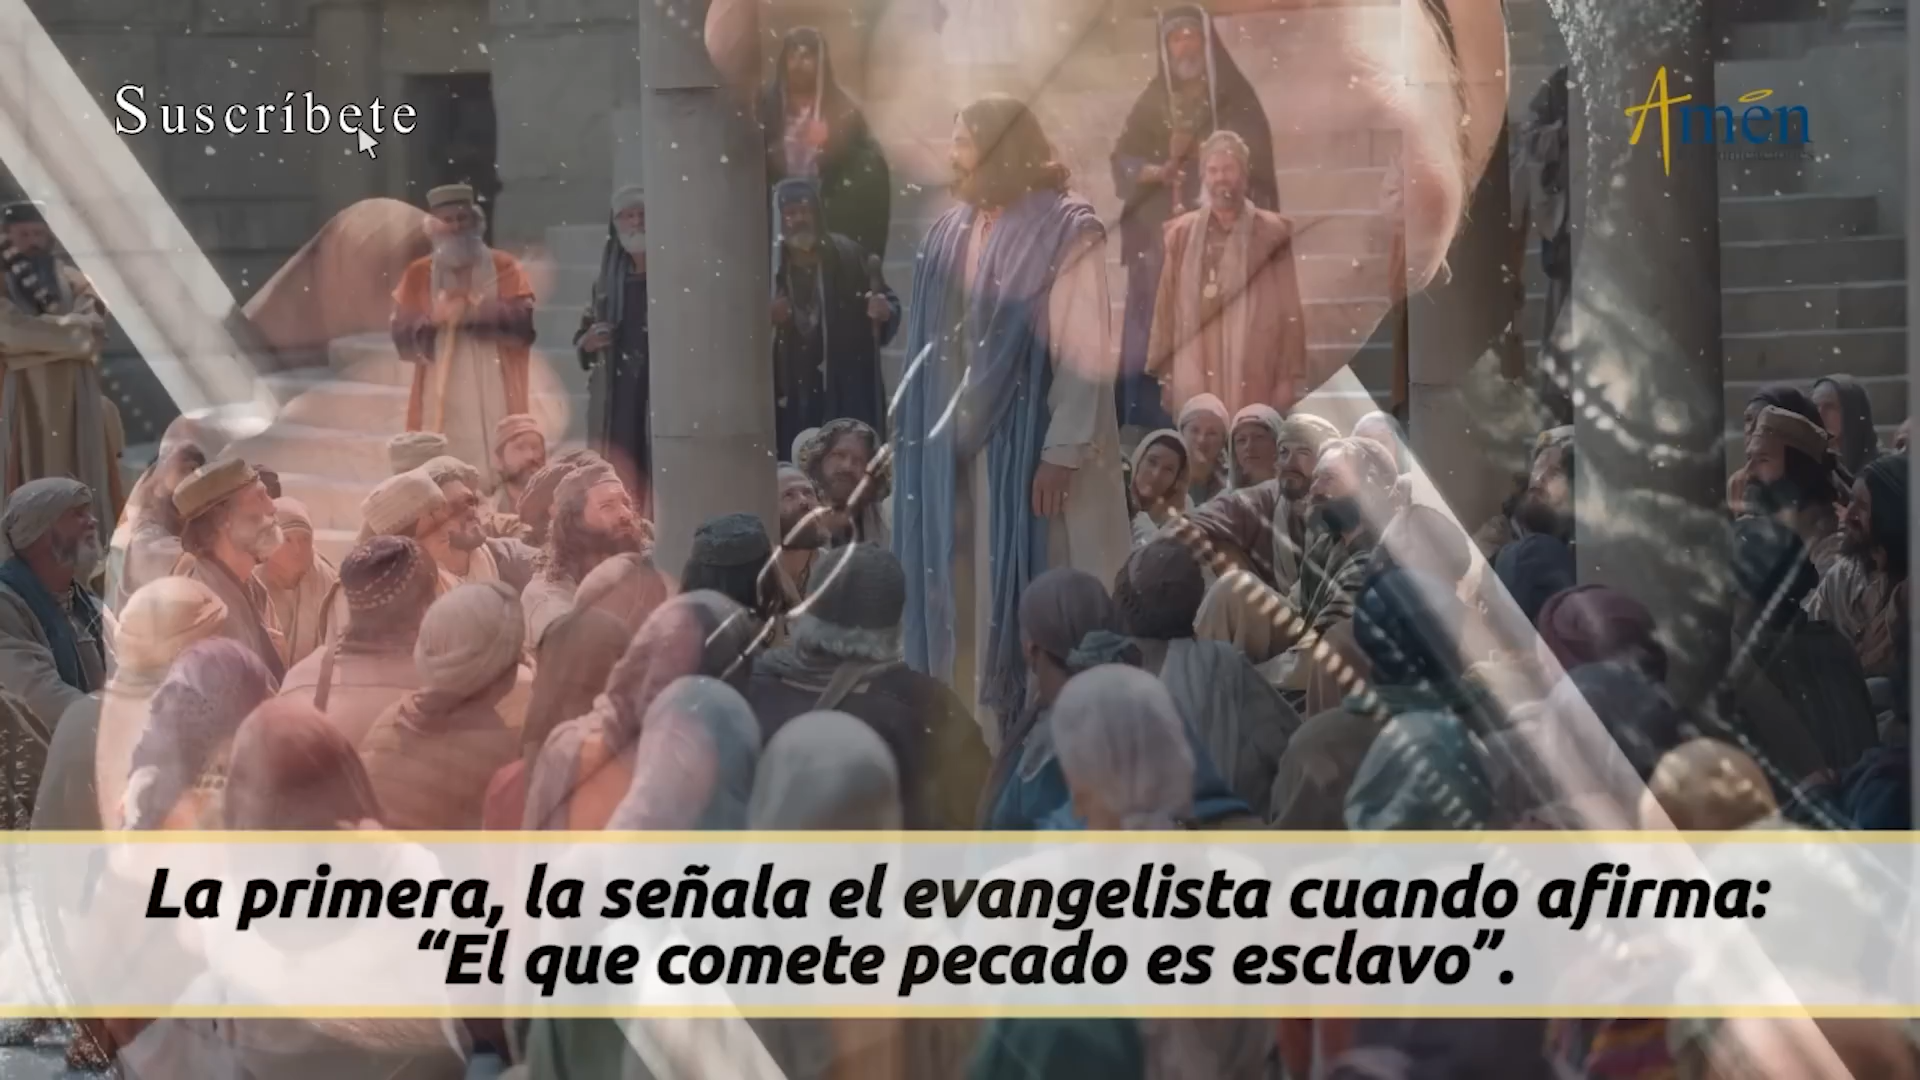 Suscríbete
Amén
La primera, la señala el evangelista cuando afirma:
“El que comete pecado es esclavo”.